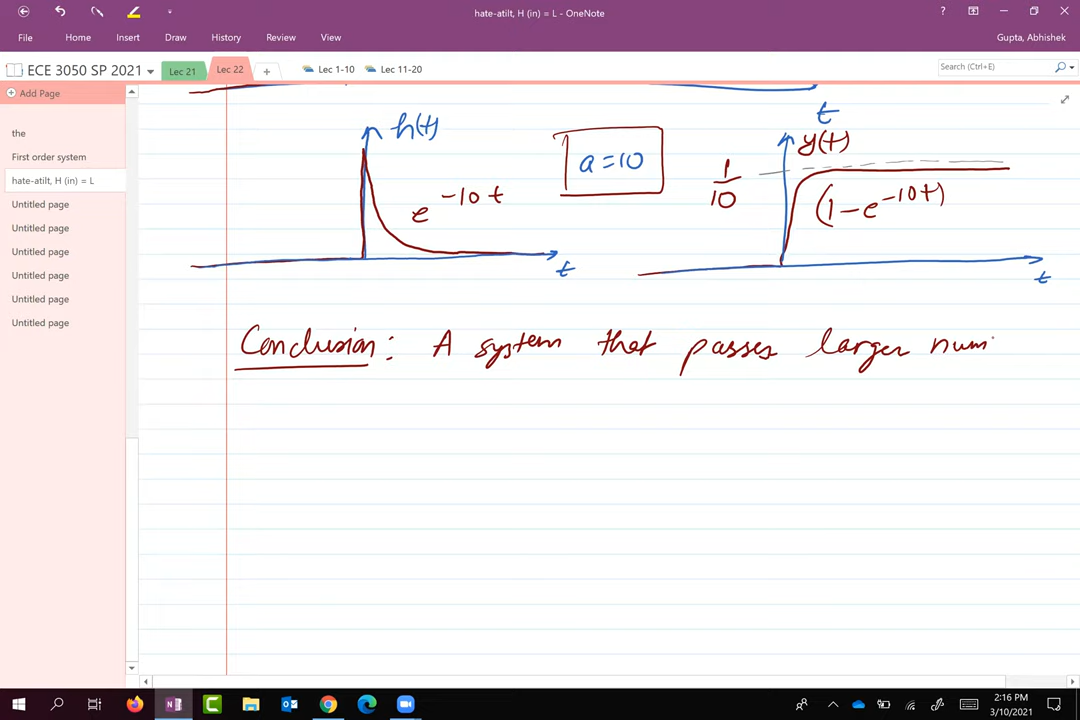 hate-atilt, H (in) = L - OneNote
File Home Insert Draw History Review View
Gupta, Abhishek
ECE 3050 SP 2021
Lec 21
Lec 22
Lec 1-10
Lec 11-20
Search (Ctrl+E)
Add Page
the
First order system
hate-atilt, H (in) = L
Untitled page
Untitled page
Untitled page
Untitled page
Untitled page
Untitled page
t
h(t)
a=10
e^{-10t}
t
y(t)
1/10
(1-e^{-10t})
t
Conclusion: A system that passes larger num
2:16 PM
3/10/2021